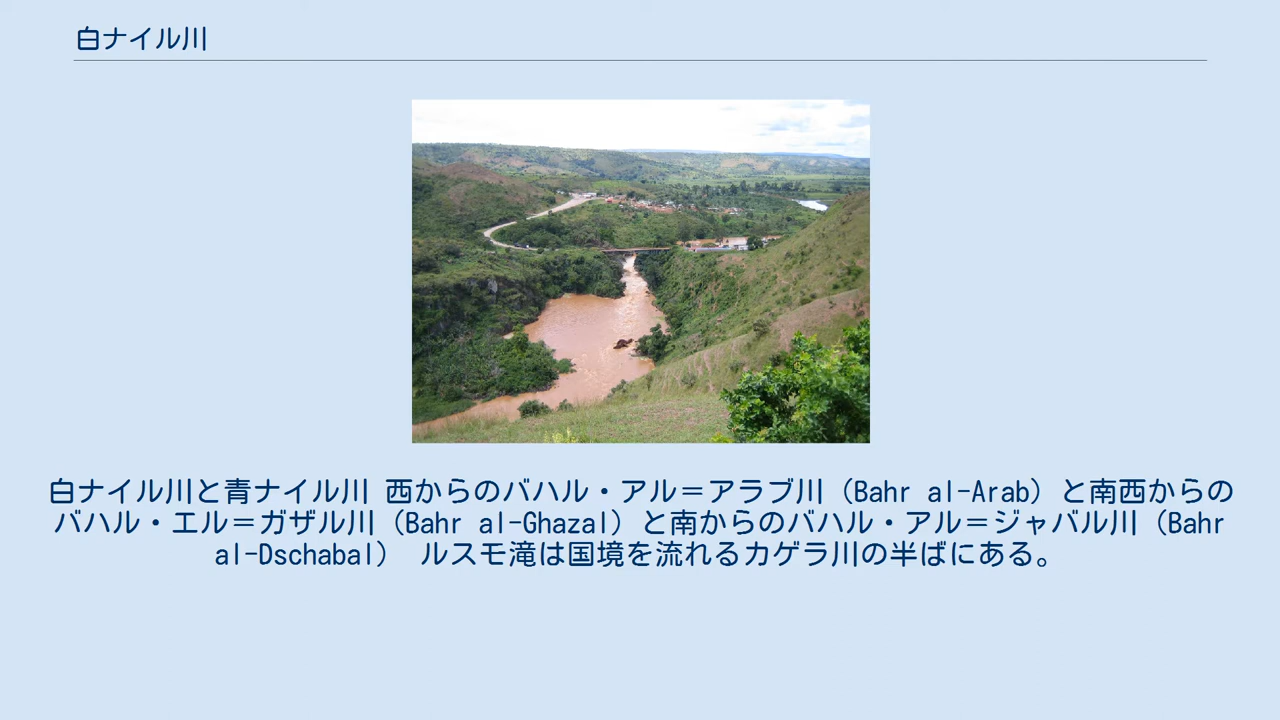 白ナイル川
白ナイル川と青ナイル川 西からのバハル・アル＝アラブ川（Bahr al-Arab）と南西からの
バハル・エル＝ガザル川（Bahr al-Ghazal）と南からのバハル・アル＝ジャバル川（Bahr
al-Dschabal） ルスモ滝は国境を流れるカゲラ川の半ばにある。